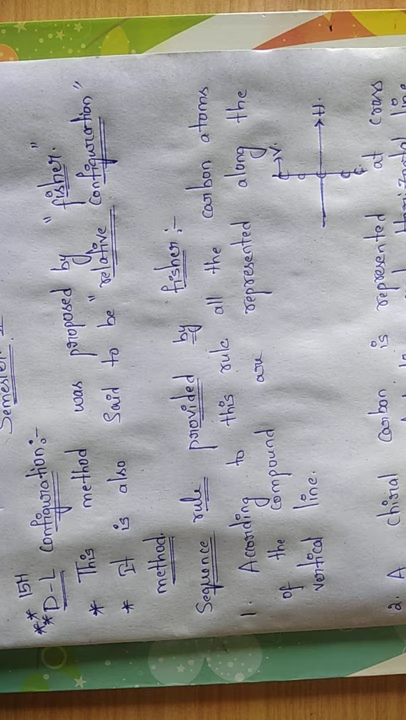 Semester
** 15M
**D-L Configuration:-
* This method was proposed by "fisher."
* It is also said to be "relative configuration"
method.
Sequence rule provided by fisher:-
1. According to this rule all the carbon atoms
of the compound are represented along the
vertical line.
C → V.
C
→ H.
C
C
2. A chiral carbon is represented at cross
line